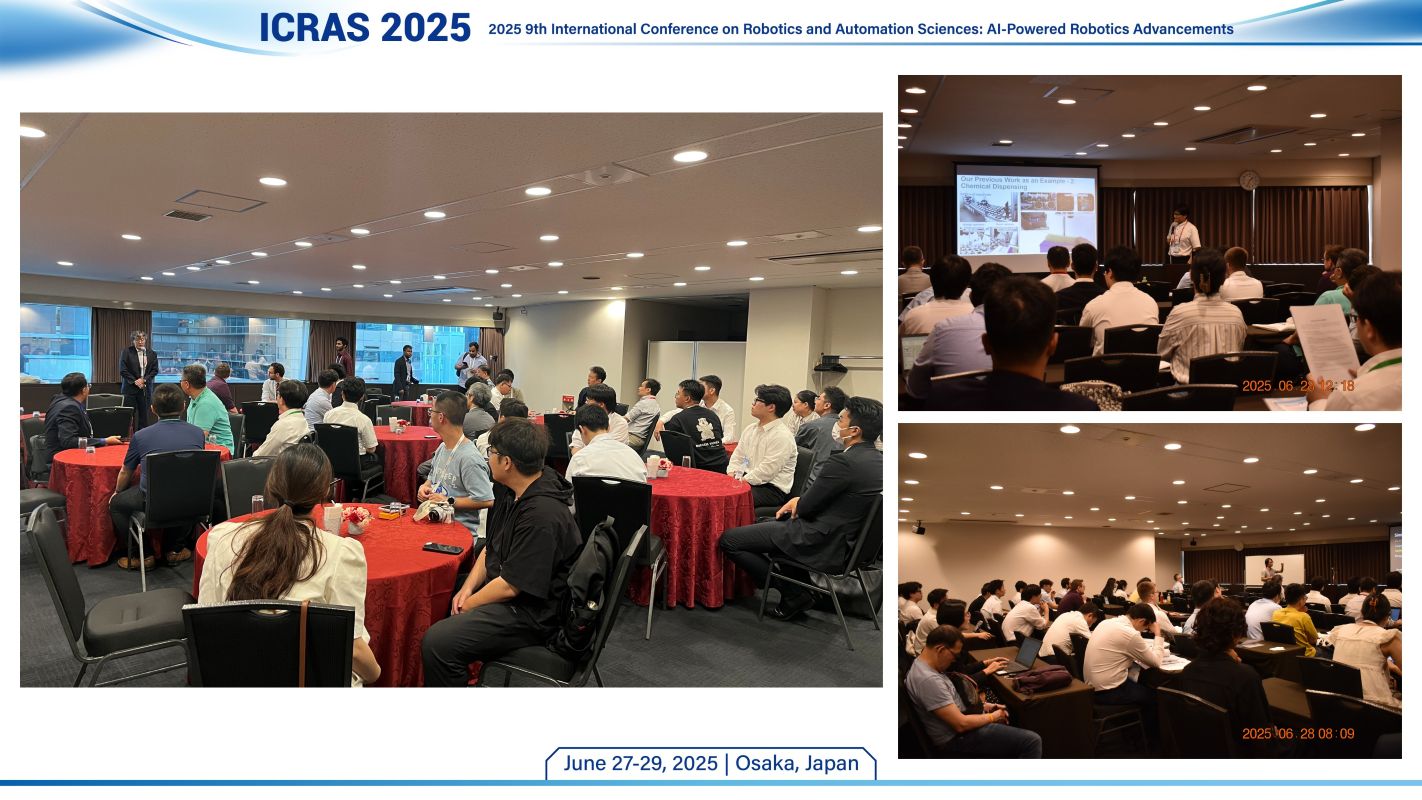 ICRAS 2025
2025 9th International Conference on Robotics and Automation Sciences: AI-Powered Robotics Advancements
Our Previous Work as an Example - 2
Chemical Dispensing
2025 06 28 12:18
2025 06 28 08:09
June 27-29, 2025 | Osaka, Japan